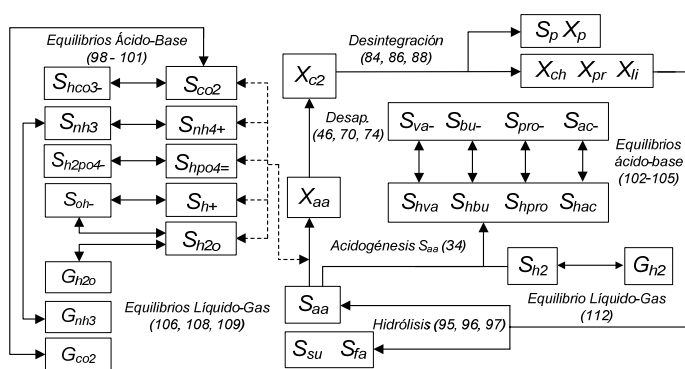 Equilibrios Ácido-Base
(98 - 101)
Shco3- Sco2
Snh3 Snh4+
Sh2po4- Shpo4=
Soh- Sh+
Sh2o
Gh2o
Gnh3
Gco2
Equilibrios Líquido-Gas
(106, 108, 109)
Xc2
Desintegración
(84, 86, 88)
Sp Xp
Xch Xpr Xli
Desap.
(46, 70, 74)
Xaa
Sva- Sbu- Spro- Sac-
Shva Shbu Shpro Shac
Equilibrios
ácido-base
(102-105)
Acidogénesis Saa (34)
Sh2 Gh2
Equilibrio Líquido-Gas
(112)
Saa
Hidrólisis (95, 96, 97)
Ssu Sfa